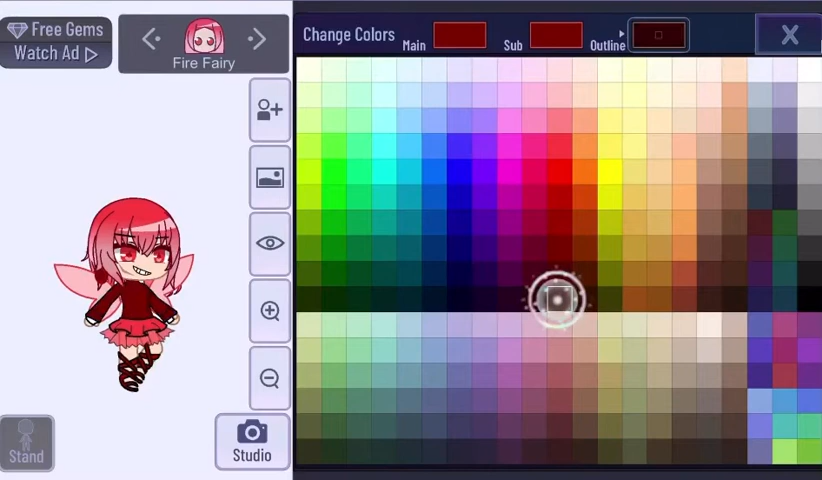 Free Gems
Watch Ad
Fire Fairy
Change Colors
Main
Sub
Outline
X
Stand
Studio